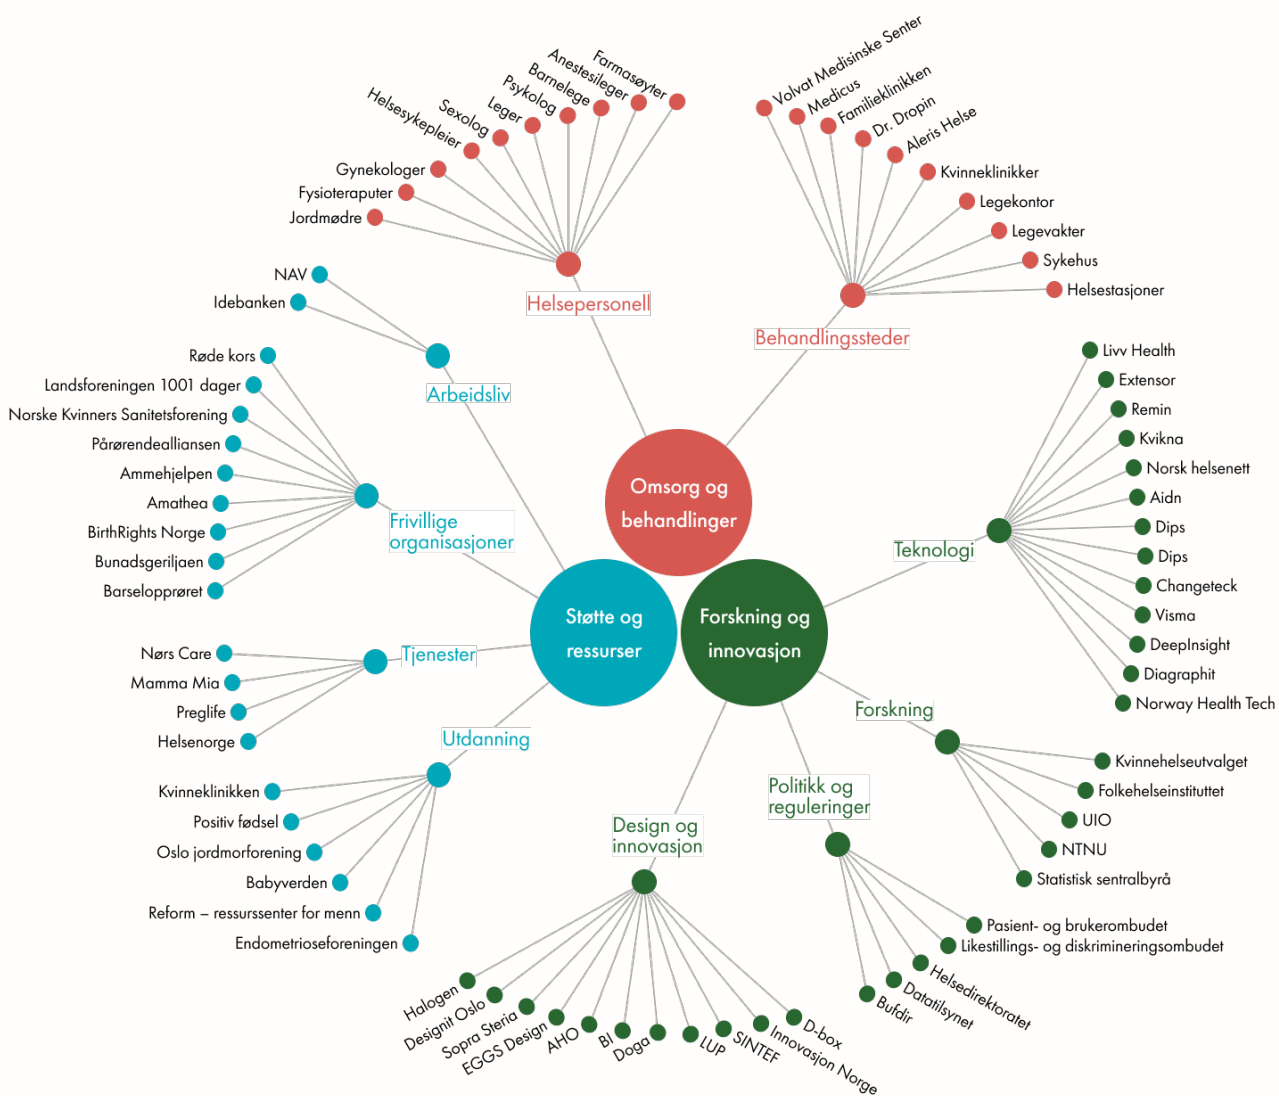 Omsorg og
behandlinger
Helsepersonell
Jordmødre
Fysioteraputer
Gynekologer
Helsesykepleier
Sexolog
Leger
Psykolog
Barnelege
Anestesileger
Farmasøyter
Behandlingssteder
Volvat Medisinske Senter
Medicus
Familieklinikken
Dr. Dropin
Aleris Helse
Kvinneklinikker
Legekontor
Legevakter
Sykehus
Helsestasjoner
Støtte og
ressurser
Arbeidsliv
NAV
Idebanken
Frivillige
organisasjoner
Røde kors
Landsforeningen 1001 dager
Norske Kvinners Sanitetsforening
Pårørendealliansen
Ammehjelpen
Amathea
BirthRights Norge
Bunadsgeriljaen
Barselopprøret
Tjenester
Nørs Care
Mamma Mia
Preglife
Helsenorge
Utdanning
Kvinneklinikken
Positiv fødsel
Oslo jordmorforening
Babyverden
Reform – ressurssenter for menn
Endometrioseforeningen
Forskning og
innovasjon
Teknologi
Livv Health
Extensor
Remin
Kvikna
Norsk helsenett
Aidn
Dips
Dips
Changeteck
Visma
DeepInsight
Diagraphit
Norway Health Tech
Forskning
Kvinnehelseutvalget
Folkehelseinstituttet
UIO
NTNU
Statistisk sentralbyrå
Politikk og
reguleringer
Pasient- og brukerombudet
Likestillings- og diskrimineringsombudet
Helsedirektoratet
Datatilsynet
Bufdir
Design og
innovasjon
Halogen
Designit Oslo
Sopra Steria
EGGS Design
AHO
BI
Doga
LUP
SINTEF
Innovasjon Norge
D-box